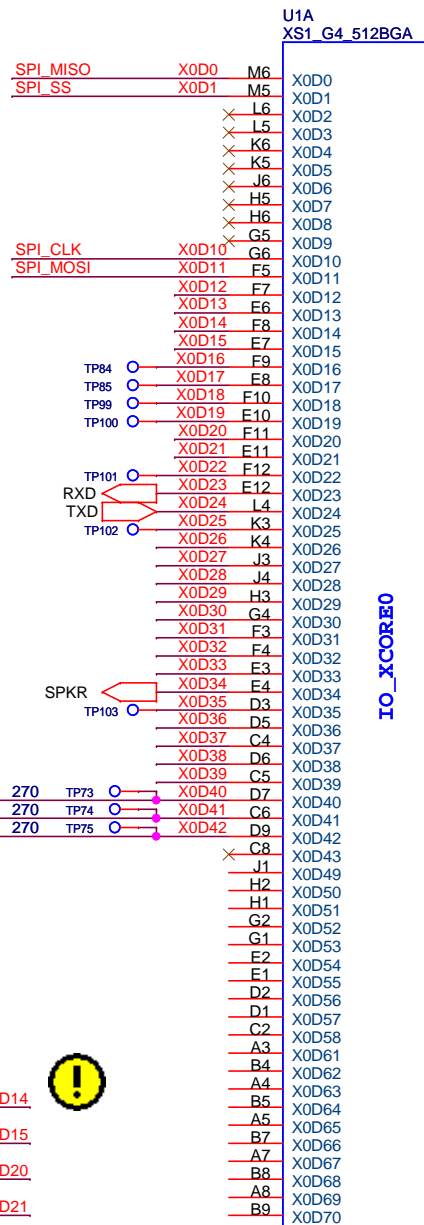 U1A
XS1_G4_512BGA
SPI_MISO X0D0 M6 X0D0
SPI_SS X0D1 M5 X0D1
L6 X0D2
L5 X0D3
K6 X0D4
K5 X0D5
J6 X0D6
H5 X0D7
H6 X0D8
G5 X0D9
SPI_CLK X0D10 G6 X0D10
SPI_MOSI X0D11 F5 X0D11
X0D12 F7 X0D12
X0D13 E6 X0D13
X0D14 F8 X0D14
X0D15 E7 X0D15
TP84 X0D16 F9 X0D16
TP85 X0D17 E8 X0D17
TP99 X0D18 F10 X0D18
TP100 X0D19 E10 X0D19
X0D20 F11 X0D20
X0D21 E11 X0D21
TP101 X0D22 F12 X0D22
RXD X0D23 E12 X0D23
TXD X0D24 L4 X0D24
TP102 X0D25 K3 X0D25
X0D26 K4 X0D26
X0D27 J3 X0D27
X0D28 J4 X0D28
X0D29 H3 X0D29
X0D30 G4 X0D30
X0D31 F3 X0D31
X0D32 F4 X0D32
X0D33 E3 X0D33
SPKR X0D34 E4 X0D34
TP103 X0D35 D3 X0D35
X0D36 D5 X0D36
X0D37 C4 X0D37
X0D38 D6 X0D38
X0D39 C5 X0D39
270 TP73 X0D40 D7 X0D40
270 TP74 X0D41 C6 X0D41
270 TP75 X0D42 D9 X0D42
C8 X0D43
J1 X0D49
H2 X0D50
H1 X0D51
G2 X0D52
G1 X0D53
E2 X0D54
E1 X0D55
D2 X0D56
D1 X0D57
C2 X0D58
A3 X0D61
B4 X0D62
A4 X0D63
D14 B5 X0D64
A5 X0D65
D15 B7 X0D66
A7 X0D67
D20 B8 X0D68
A8 X0D69
D21 B9 X0D70
IO_XCORE0
!